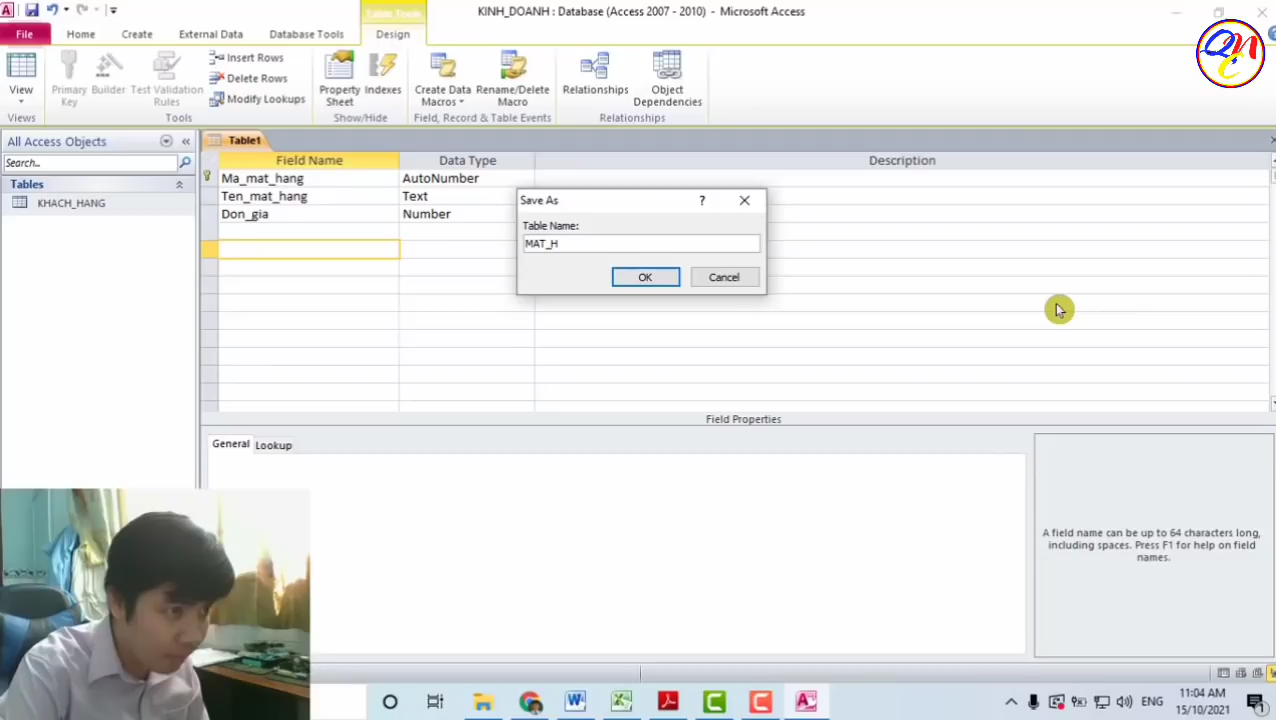 KINH_DOANH : Database (Access 2007 - 2010) - Microsoft Access
Table Tools
File Home Create External Data Database Tools Design
View
Primary Key
Builder
Test Validation Rules
Insert Rows
Delete Rows
Modify Lookups
Property Sheet
Indexes
Create Data Macros
Rename/Delete Macro
Relationships
Object Dependencies
Views Tools Show/Hide Field, Record & Table Events Relationships
All Access Objects
Search...
Tables
KHACH_HANG
Table1
Field Name Data Type Description
Ma_mat_hang AutoNumber
Ten_mat_hang Text
Don_gia Number
Save As ?
Table Name:
MAT_H
OK Cancel
Field Properties
General Lookup
A field name can be up to 64 characters long,
including spaces. Press F1 for help on field
names.
ENG
11:04 AM
15/10/2021
1